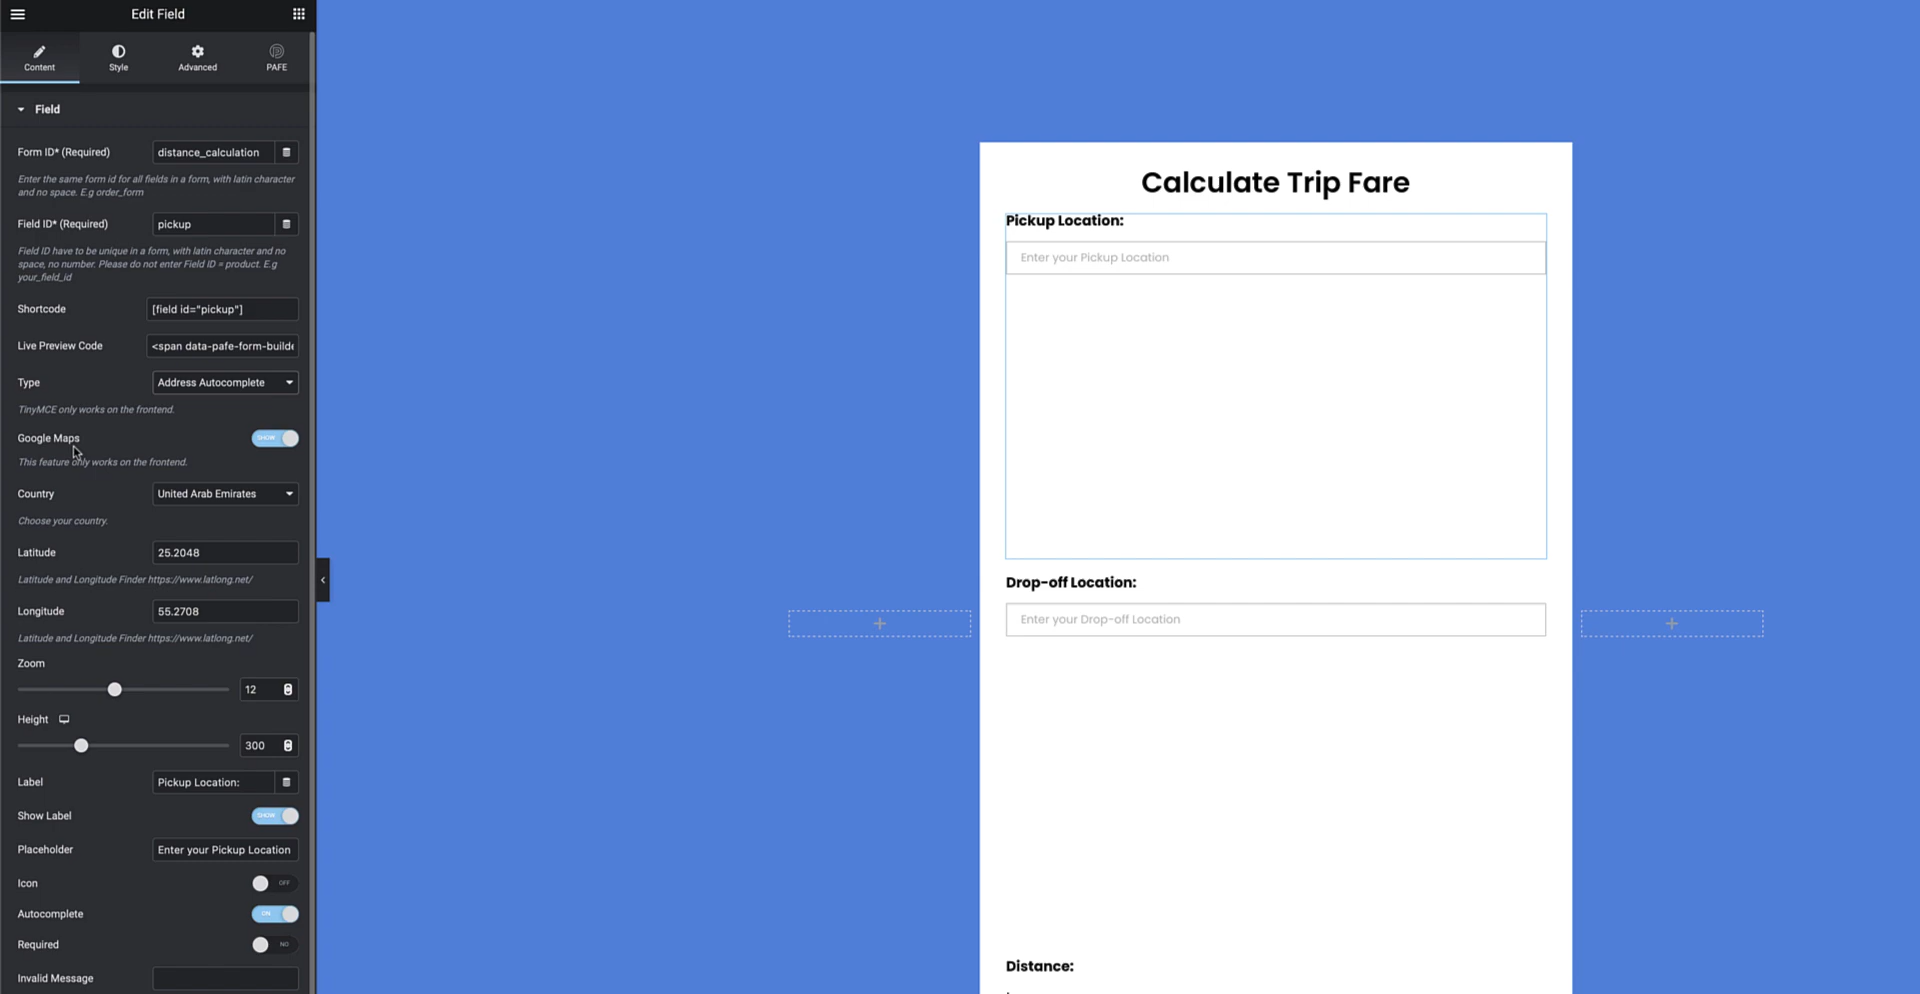 Edit Field
Content
Style
Advanced
PAFE
Field
Form ID* (Required)
distance_calculation
Enter the same form id for all fields in a form, with latin character
and no space. E.g order_form
Field ID* (Required)
pickup
Field ID have to be unique in a form, with latin character and no
space, no number. Please do not enter Field ID = product. E.g
your_field_id
Shortcode
[field id="pickup"]
Live Preview Code
<span data-pafe-form-builde
Type
Address Autocomplete
TinyMCE only works on the frontend.
Google Maps
SHOW
This feature only works on the frontend.
Country
United Arab Emirates
Choose your country.
Latitude
25.2048
Latitude and Longitude Finder https://www.latlong.net/
Longitude
55.2708
Latitude and Longitude Finder https://www.latlong.net/
Zoom
12
Height
300
Label
Pickup Location:
Show Label
SHOW
Placeholder
Enter your Pickup Location
Icon
OFF
Autocomplete
ON
Required
NO
Invalid Message
Calculate Trip Fare
Pickup Location:
Enter your Pickup Location
Drop-off Location:
Enter your Drop-off Location
Distance: